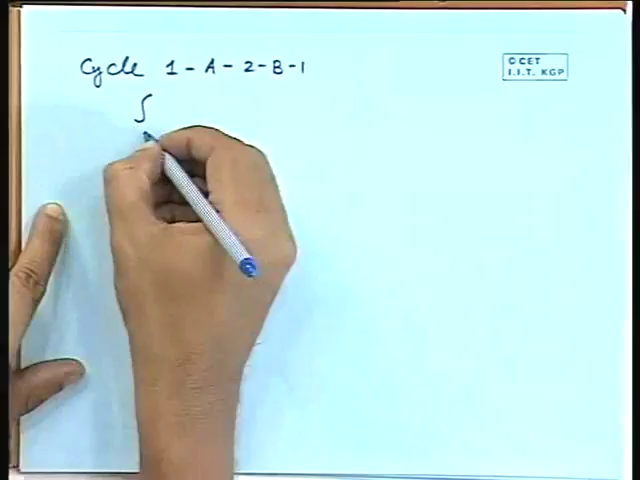 Cycle 1 - A - 2 - B - 1
© CET
I.I.T. KGP
∫